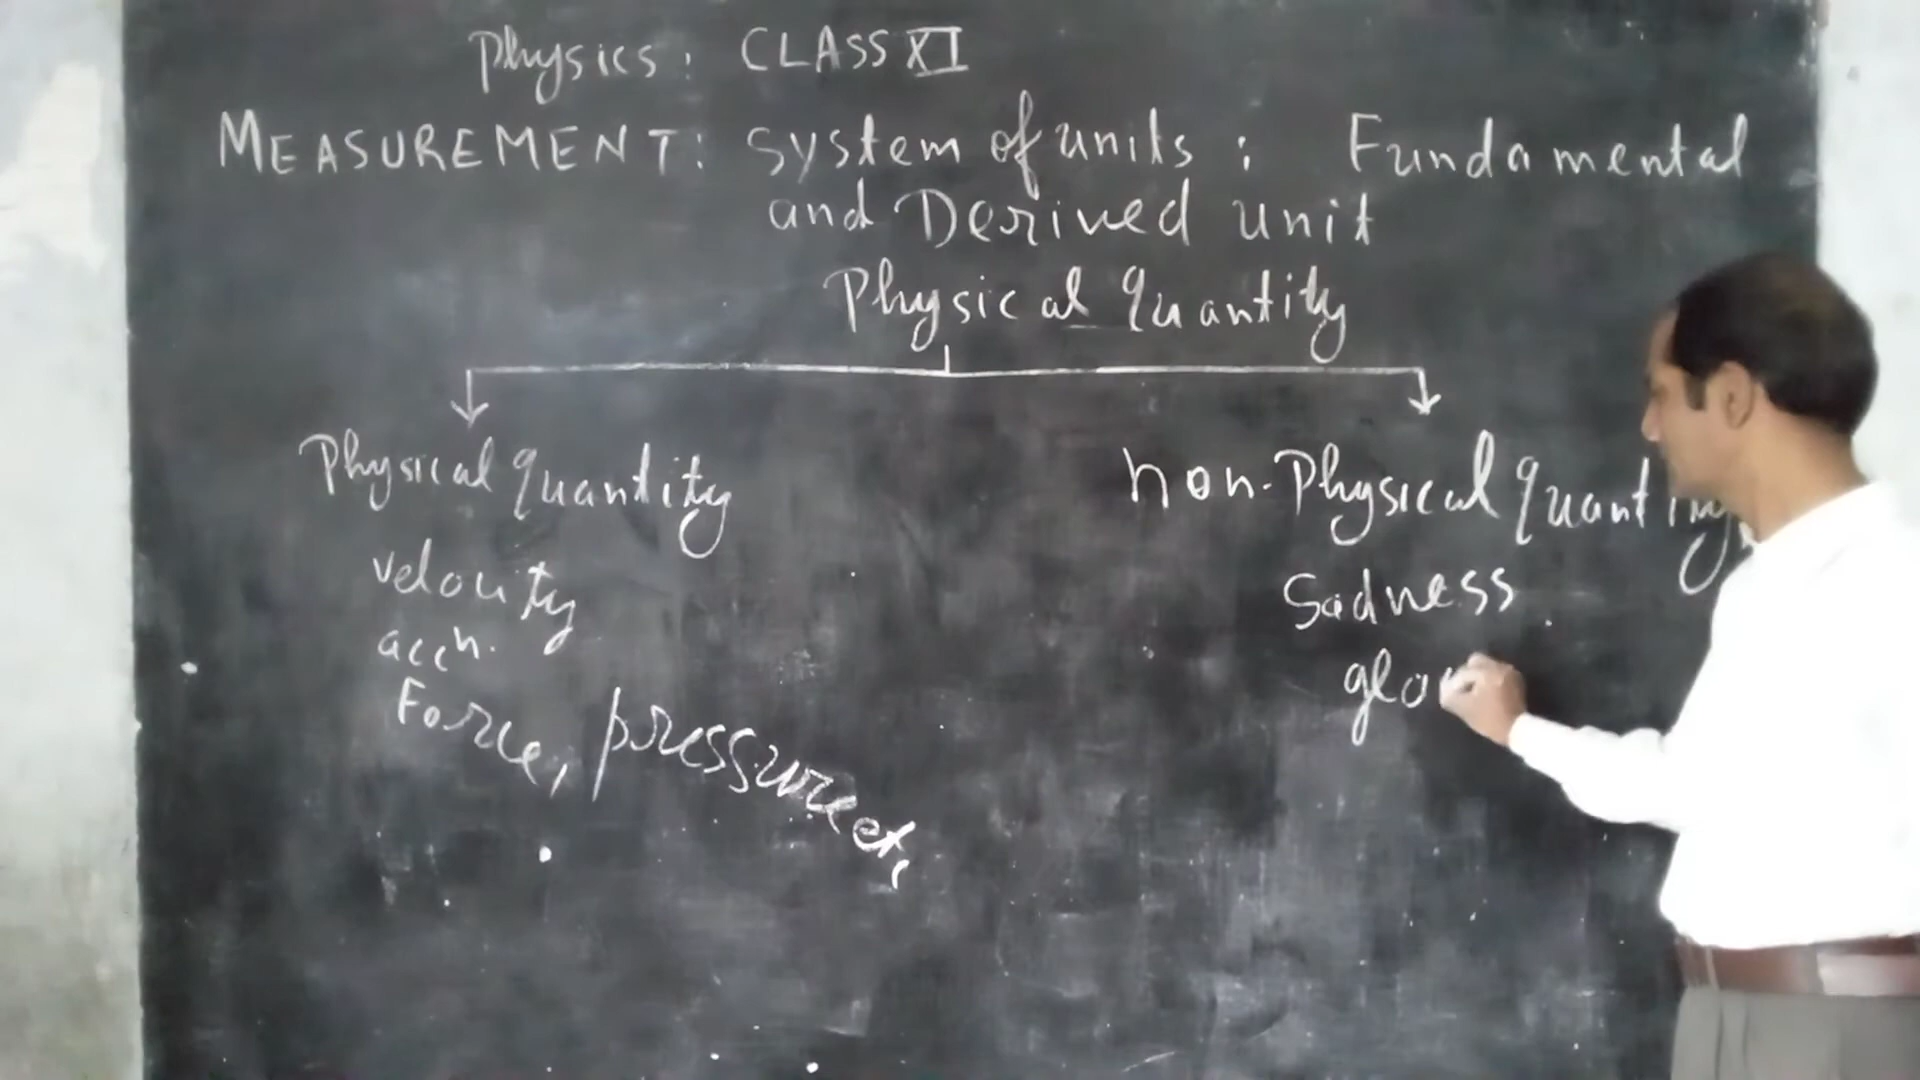 Physics: CLASS XI
MEASUREMENT: System of units: Fundamental
and Derived unit
Physical Quantity
Physical quantity
non-Physical quantity
velocity
Sadness
accn.
Force, pressure etc,